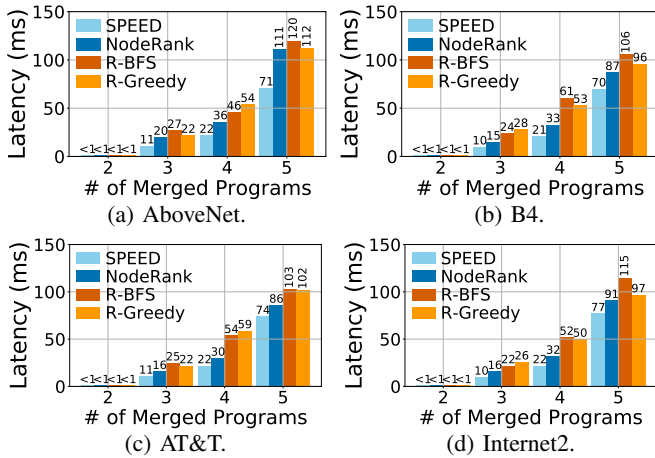 150
100
50
0
Latency (ms)
SPEED
NodeRank
R-BFS
R-Greedy
<1 <1 <1 <1
11 20 27 22
22 36 46 54
71 111 120 112
2 3 4 5
# of Merged Programs
(a) AboveNet.
150
100
50
0
Latency (ms)
SPEED
NodeRank
R-BFS
R-Greedy
<1 <1 <1 <1
10 15 24 28
21 33 61 53
70 87 106 96
2 3 4 5
# of Merged Programs
(b) B4.
150
100
50
0
Latency (ms)
SPEED
NodeRank
R-BFS
R-Greedy
<1 <1 <1 <1
11 16 25 22
22 30 54 59
74 86 103 102
2 3 4 5
# of Merged Programs
(c) AT&T.
150
100
50
0
Latency (ms)
SPEED
NodeRank
R-BFS
R-Greedy
<1 <1 <1 <1
10 16 22 26
22 32 52 50
77 91 115 97
2 3 4 5
# of Merged Programs
(d) Internet2.